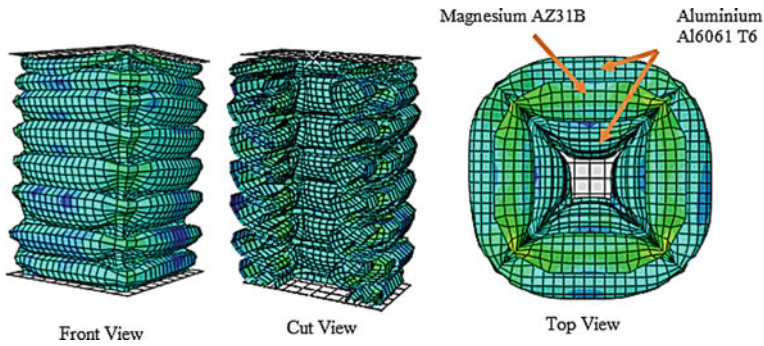 Magnesium AZ31B
Aluminium
Al6061 T6
Front View
Cut View
Top View